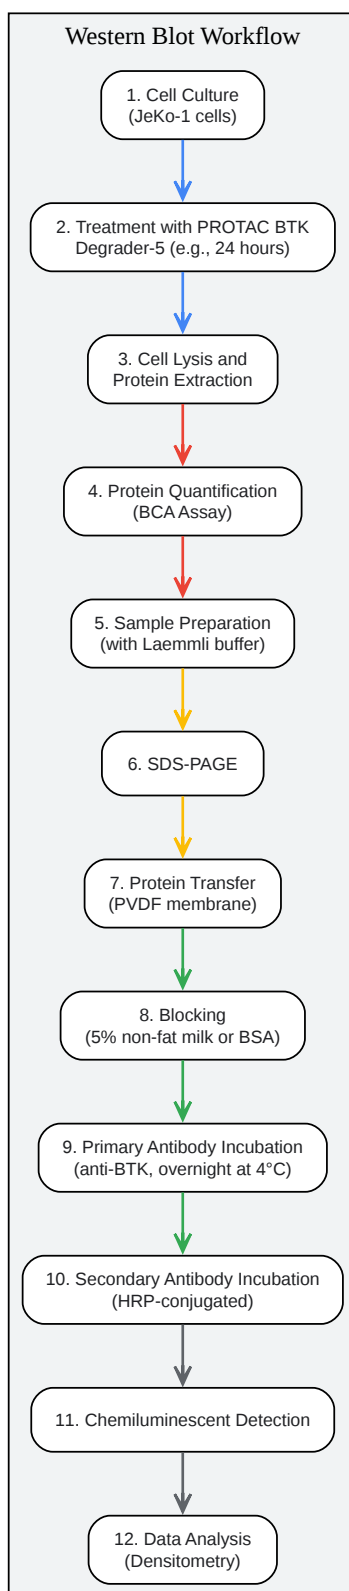 Western Blot Workflow
1. Cell Culture
(JeKo-1 cells)
2. Treatment with PROTAC BTK
Degrader-5 (e.g., 24 hours)
3. Cell Lysis and
Protein Extraction
4. Protein Quantification
(BCA Assay)
5. Sample Preparation
(with Laemmli buffer)
6. SDS-PAGE
7. Protein Transfer
(PVDF membrane)
8. Blocking
(5% non-fat milk or BSA)
9. Primary Antibody Incubation
(anti-BTK, overnight at 4°C)
10. Secondary Antibody Incubation
(HRP-conjugated)
11. Chemiluminescent Detection
12. Data Analysis
(Densitometry)